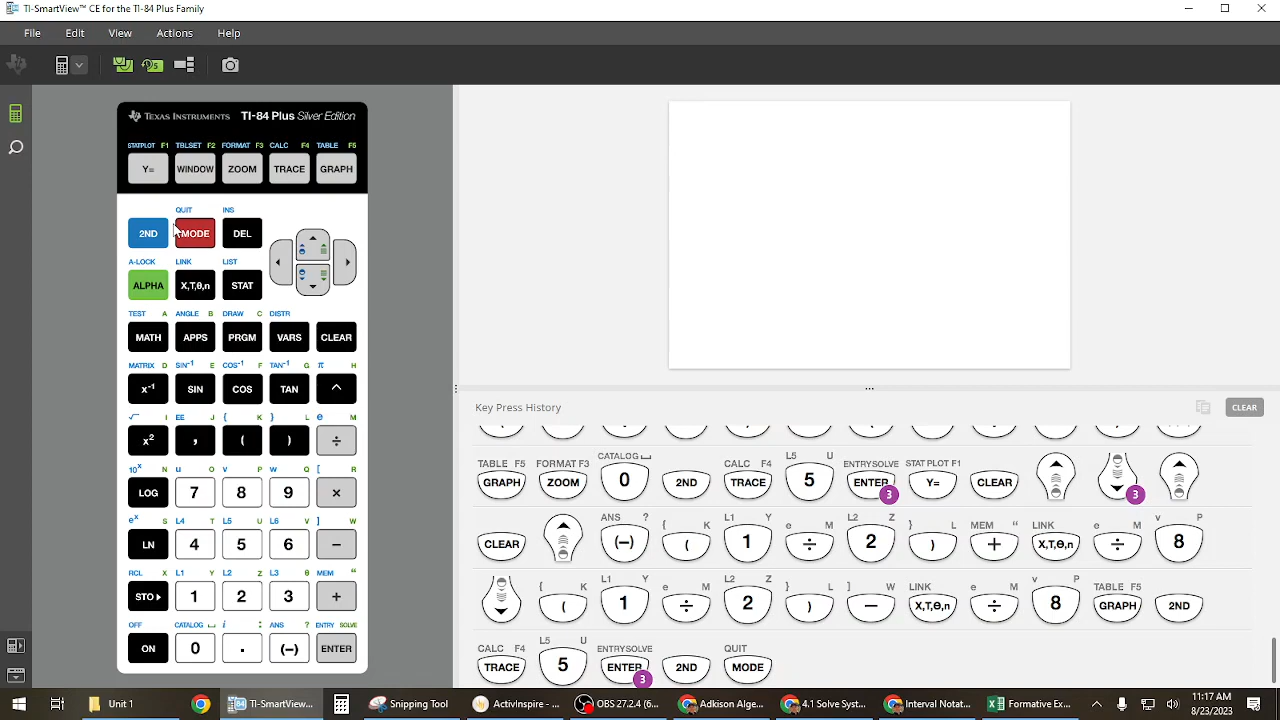 TI-SmartView™ CE for the TI-84 Plus Family
File Edit View Actions Help
TEXAS INSTRUMENTS TI-84 Plus Silver Edition
STATPLOT F1 TBLSET F2 FORMAT F3 CALC F4 TABLE F5
Y= WINDOW ZOOM TRACE GRAPH
QUIT INS
2ND MODE DEL
A-LOCK LINK LIST
ALPHA X,T,θ,n STAT
TEST A ANGLE B DRAW C DISTR
MATH APPS PRGM VARS CLEAR
MATRIX D SIN⁻¹ E COS⁻¹ F TAN⁻¹ G π H
x⁻¹ SIN COS TAN ^
√ I EE J { K } L e M
x² , ( ) ÷
10ˣ N u O v P w Q [ R
LOG 7 8 9 ×
eˣ S L4 T L5 U L6 V ] W
LN 4 5 6 −
RCL X L1 Y L2 Z L3 θ MEM “
STO▸ 1 2 3 +
OFF CATALOG ⎵ i : ANS ? ENTRY SOLVE
ON 0 . (−) ENTER
Key Press History CLEAR
TABLE F5 FORMAT F3 CATALOG ⎵ CALC F4 L5 U ENTRYSOLVE STAT PLOT F1
GRAPH ZOOM 0 2ND TRACE 5 ENTER 3 Y= CLEAR 3
ANS ? { K L1 Y e M L2 Z } L MEM “ LINK e M v P
CLEAR (−) ( 1 ÷ 2 ) + X,T,θ,n ÷ 8
{ K L1 Y e M L2 Z } L ] W LINK e M v P TABLE F5
( 1 ÷ 2 ) − X,T,θ,n ÷ 8 GRAPH 2ND
CALC F4 L5 U ENTRYSOLVE QUIT
TRACE 5 ENTER 3 2ND MODE
Unit 1 TI-SmartView... Snipping Tool ActivInspire - ... OBS 27.2.4 (6... Adkison Alge... 4.1 Solve Syst... Interval Notat... Formative Ex...
11:17 AM
8/23/2023